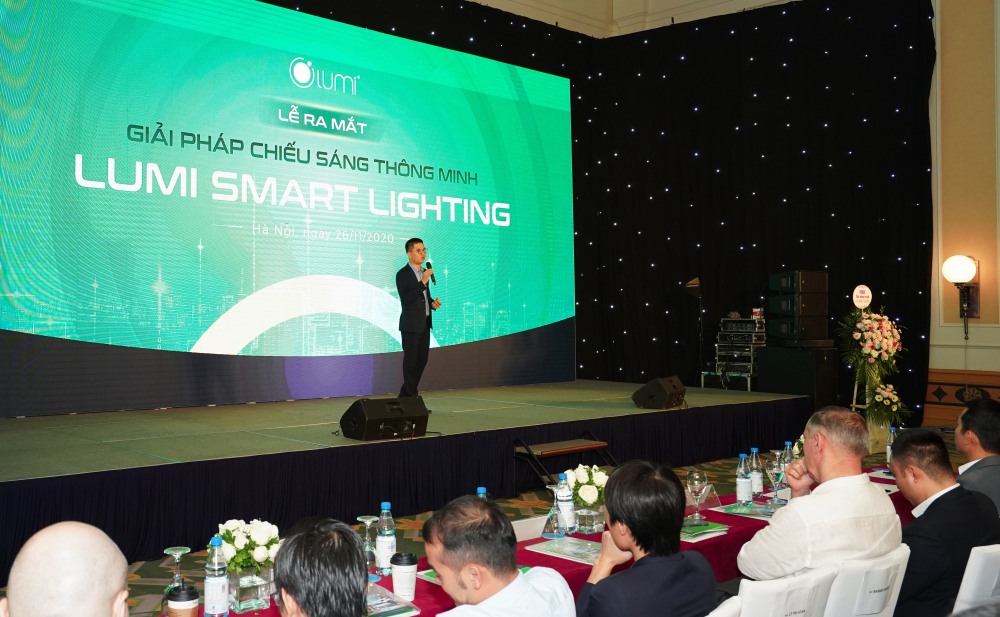 lumi
LỄ RA MẮT
GIẢI PHÁP CHIẾU SÁNG THÔNG MINH
LUMI SMART LIGHTING
Hà Nội, ngày 26/11/2020